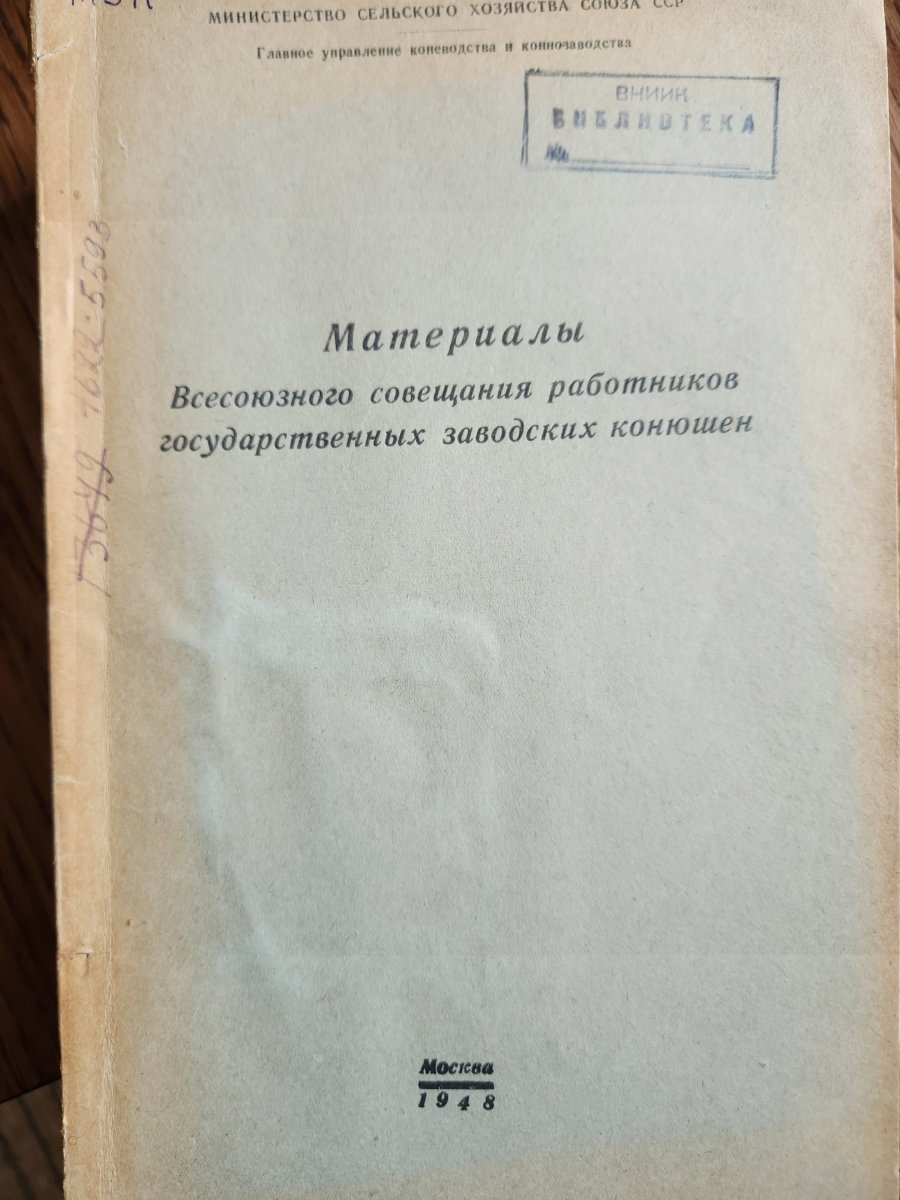 МИНИСТЕРСТВО СЕЛЬСКОГО ХОЗЯЙСТВА СОЮЗА ССР
Главное управление коневодства и коннозаводства
ВНИИК
БИБЛИОТЕКА
№
Материалы
Всесоюзного совещания работников
государственных заводских конюшен
Москва
1948